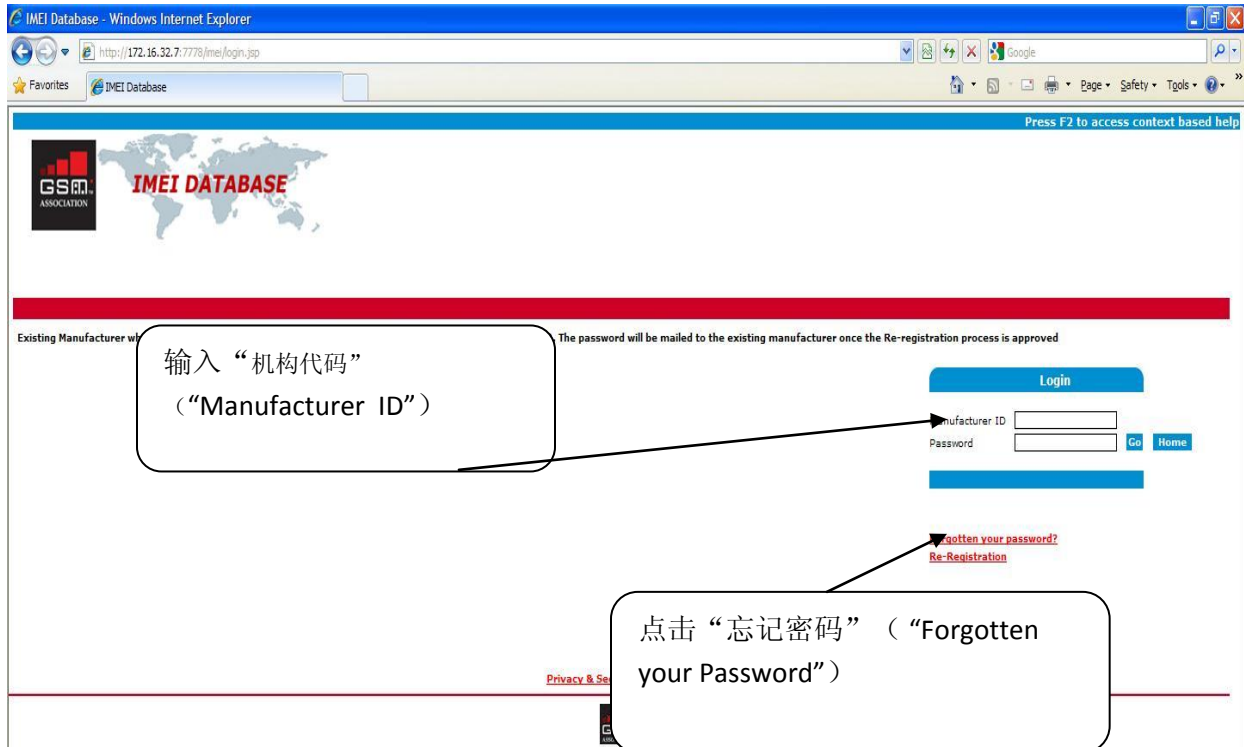 IMEI Database - Windows Internet Explorer
http://172.16.32.7:7778/imei/login.jsp
Google
Favorites
IMEI Database
Page
Safety
Tools
Press F2 to access context based help
GSM
ASSOCIATION
IMEI DATABASE
Existing Manufacturer
. The password will be mailed to the existing manufacturer once the Re-registration process is approved
输入“机构代码”
(“Manufacturer ID”)
Login
Manufacturer ID
Password
Go
Home
Forgotten your password?
Re-Registration
点击“忘记密码” (“Forgotten
your Password”)
Privacy &